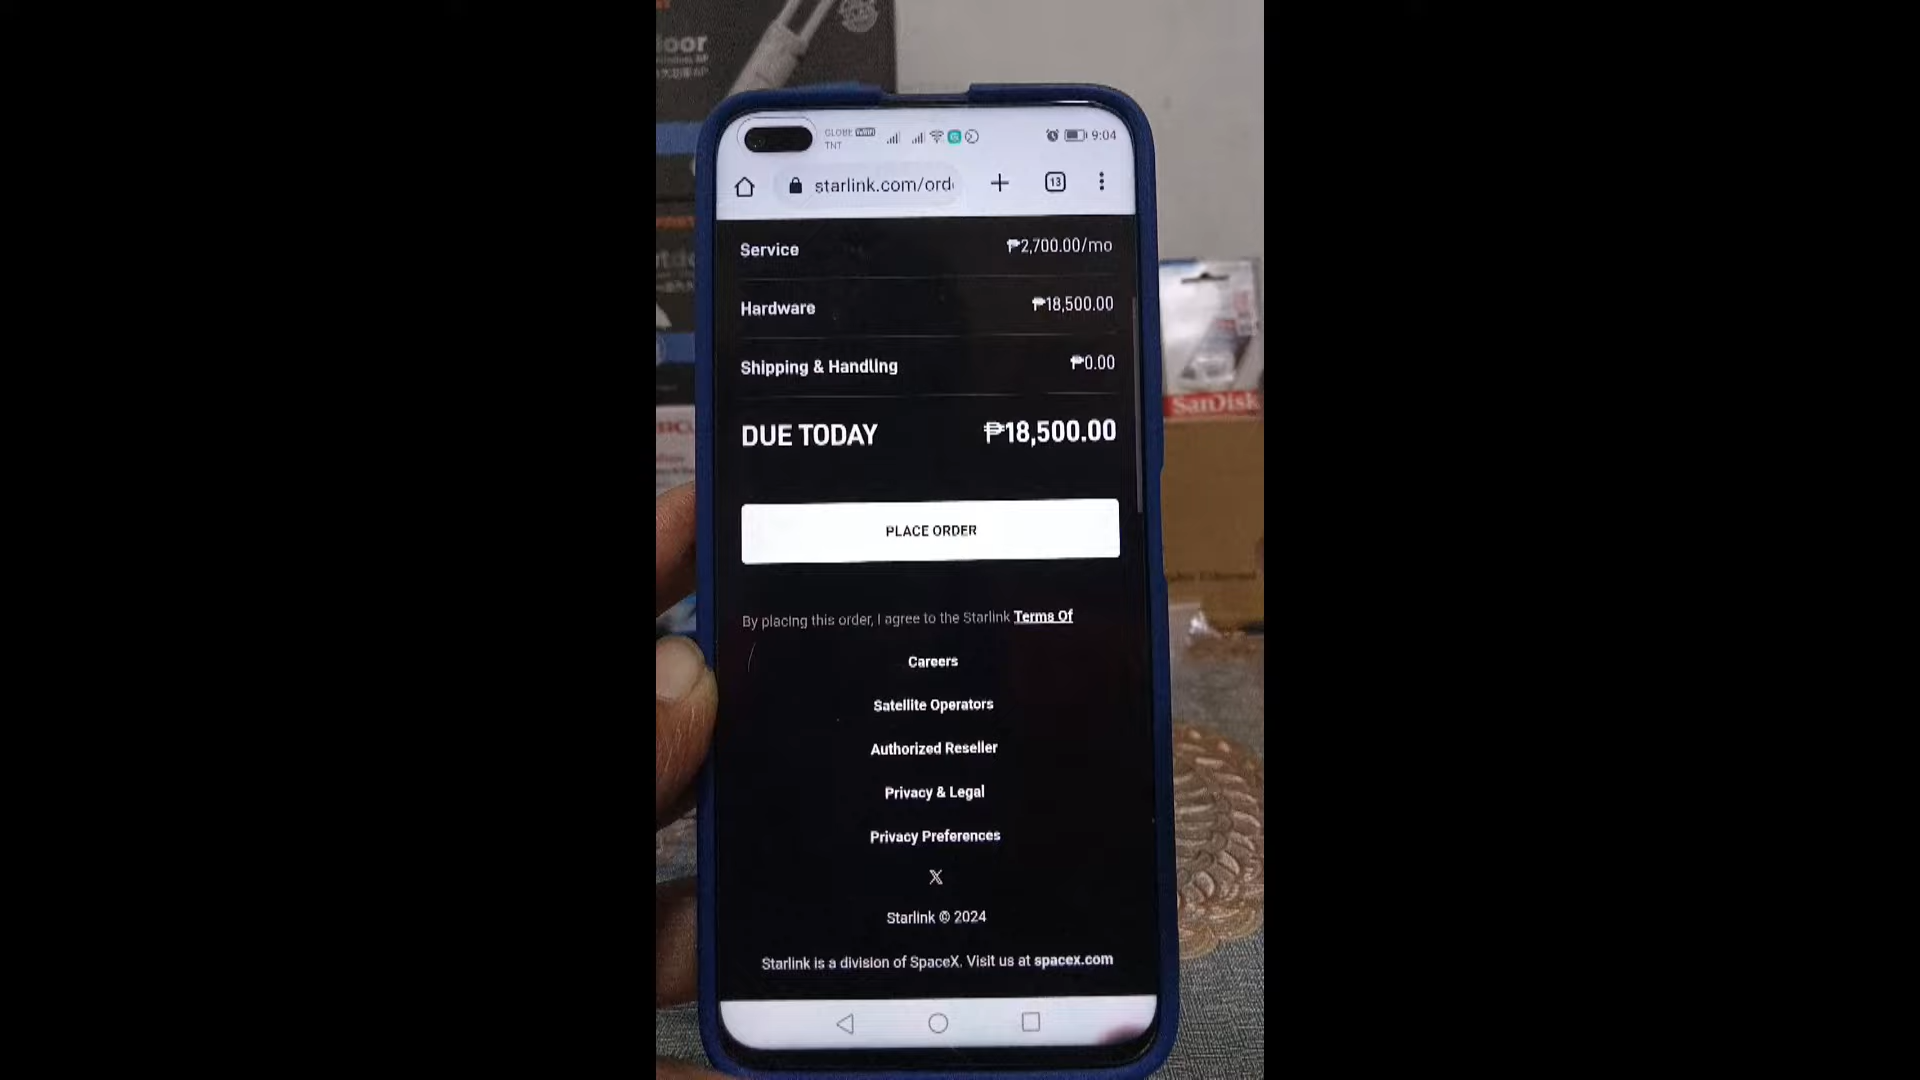 door
GLOBE VoWiFi
TNT
9:04
starlink.com/ord
13
Service ₱2,700.00/mo
Hardware ₱18,500.00
Shipping & Handling ₱0.00
DUE TODAY ₱18,500.00
PLACE ORDER
By placing this order, I agree to the Starlink Terms Of
Careers
Satellite Operators
Authorized Reseller
Privacy & Legal
Privacy Preferences
X
Starlink © 2024
Starlink is a division of SpaceX. Visit us at spacex.com
SanDisk
Ethernet